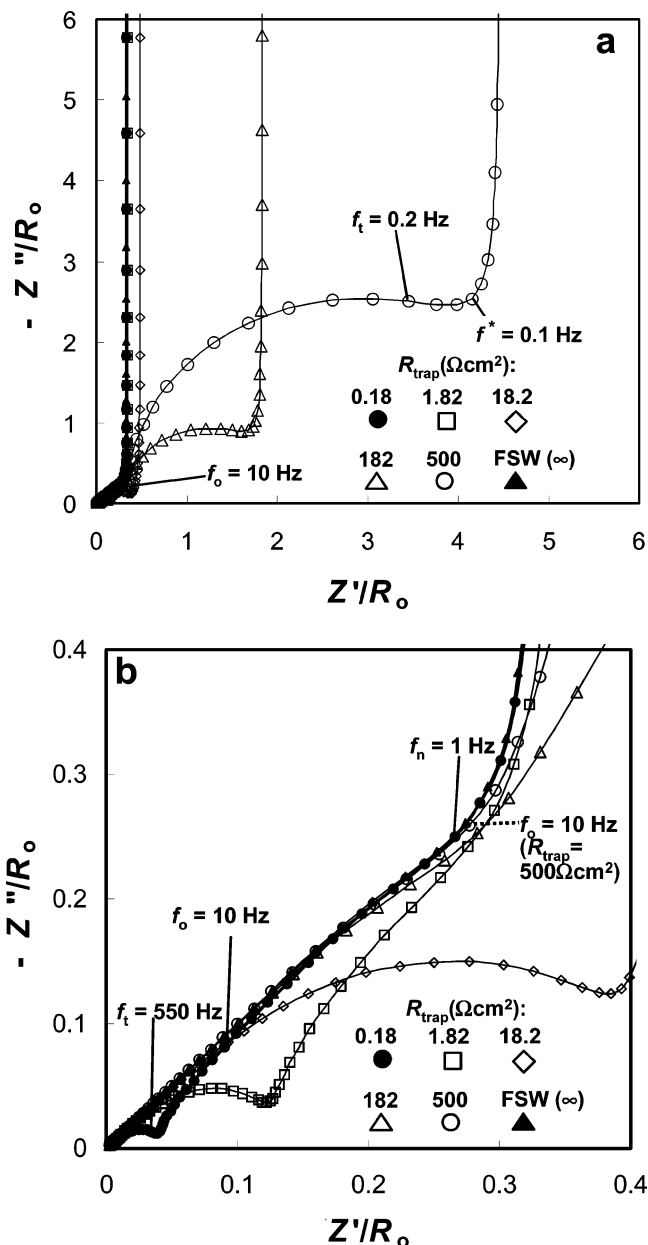 6
a
5
4
3
2
1
0
- Z"/Rₒ
fₜ = 0.2 Hz
f* = 0.1 Hz
R_trap(Ωcm²):
0.18 1.82 18.2
182 500 FSW (∞)
fₒ = 10 Hz
0 1 2 3 4 5 6
Z'/Rₒ
0.4
b
0.3
0.2
0.1
0
- Z"/Rₒ
fₙ = 1 Hz
fₒ = 10 Hz
(R_trap=
500Ωcm²)
fₒ = 10 Hz
fₜ = 550 Hz
R_trap(Ωcm²):
0.18 1.82 18.2
182 500 FSW (∞)
0 0.1 0.2 0.3 0.4
Z'/Rₒ